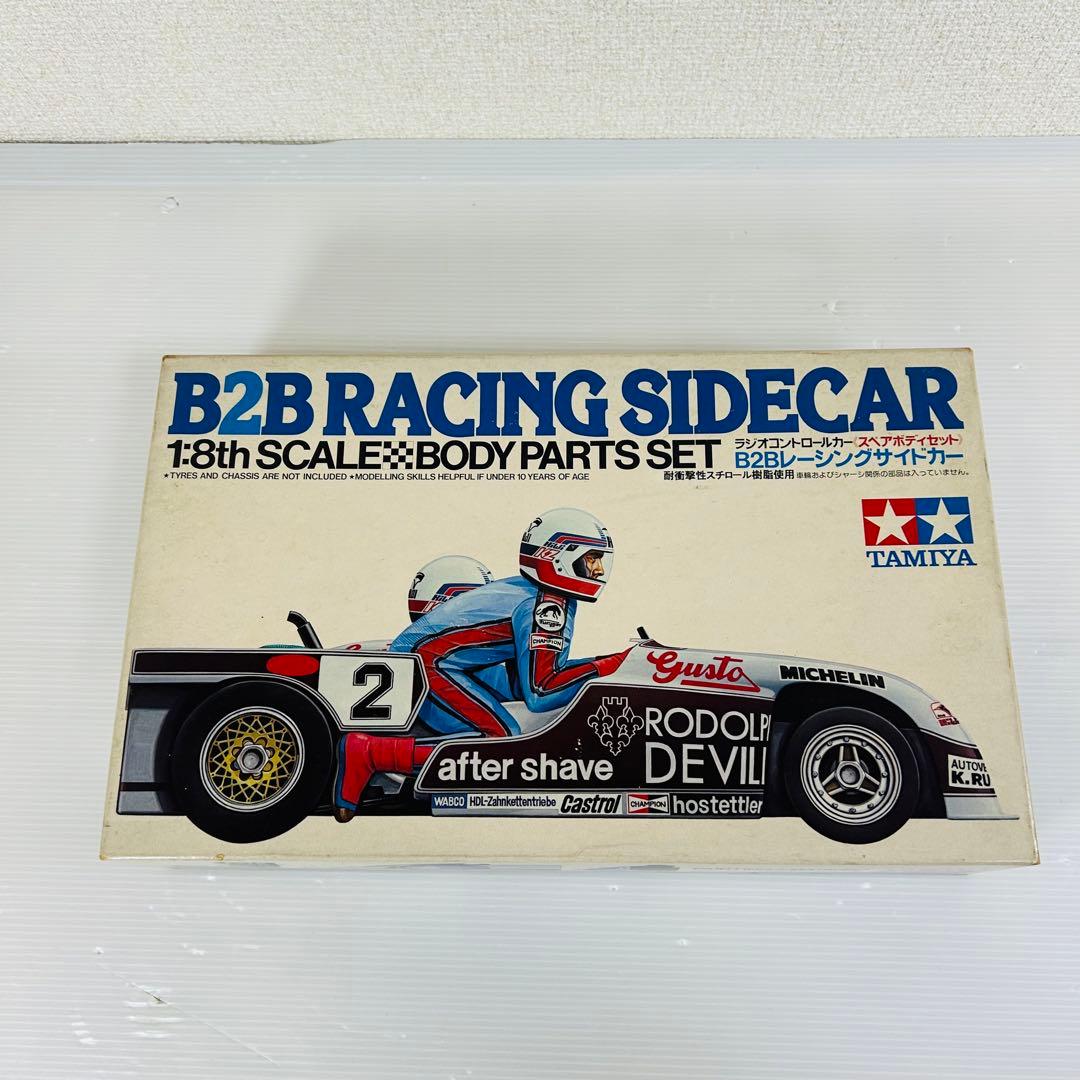 B2B RACING SIDECAR
1:8th SCALE BODY PARTS SET
ラジオコントロールカー《スペアボディセット》
B2Bレーシングサイドカー
★TYRES AND CHASSIS ARE NOT INCLUDED ★MODELLING SKILLS HELPFUL IF UNDER 10 YEARS OF AGE
耐衝撃性スチロール樹脂使用 車輪およびシャーシ関係の部品は入っていません。
TAMIYA
KZ
CHAMPION
2
Gusto
MICHELIN
RODOLP
DEVIL
after shave
AUTOVE
K.RU
WABCO HDL-Zahnkettentriebe Castrol CHAMPION hostettler